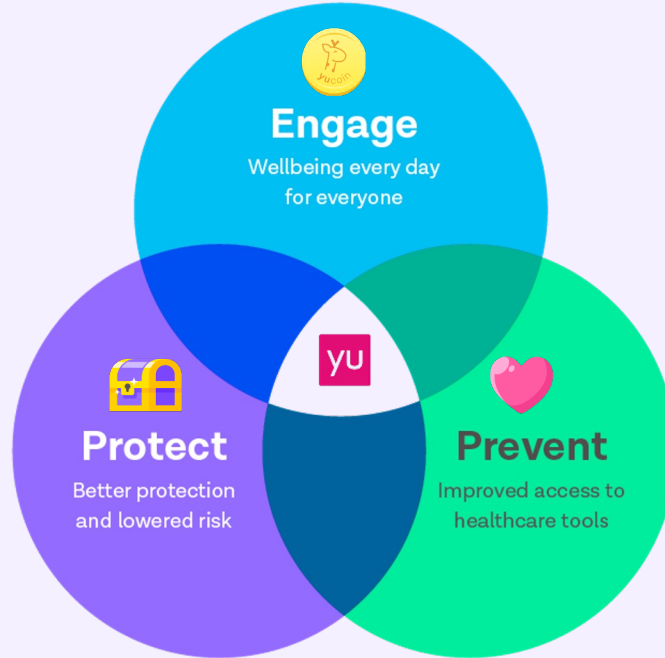 yucoin
Engage
Wellbeing every day
for everyone
yu
Protect
Better protection
and lowered risk
Prevent
Improved access to
healthcare tools